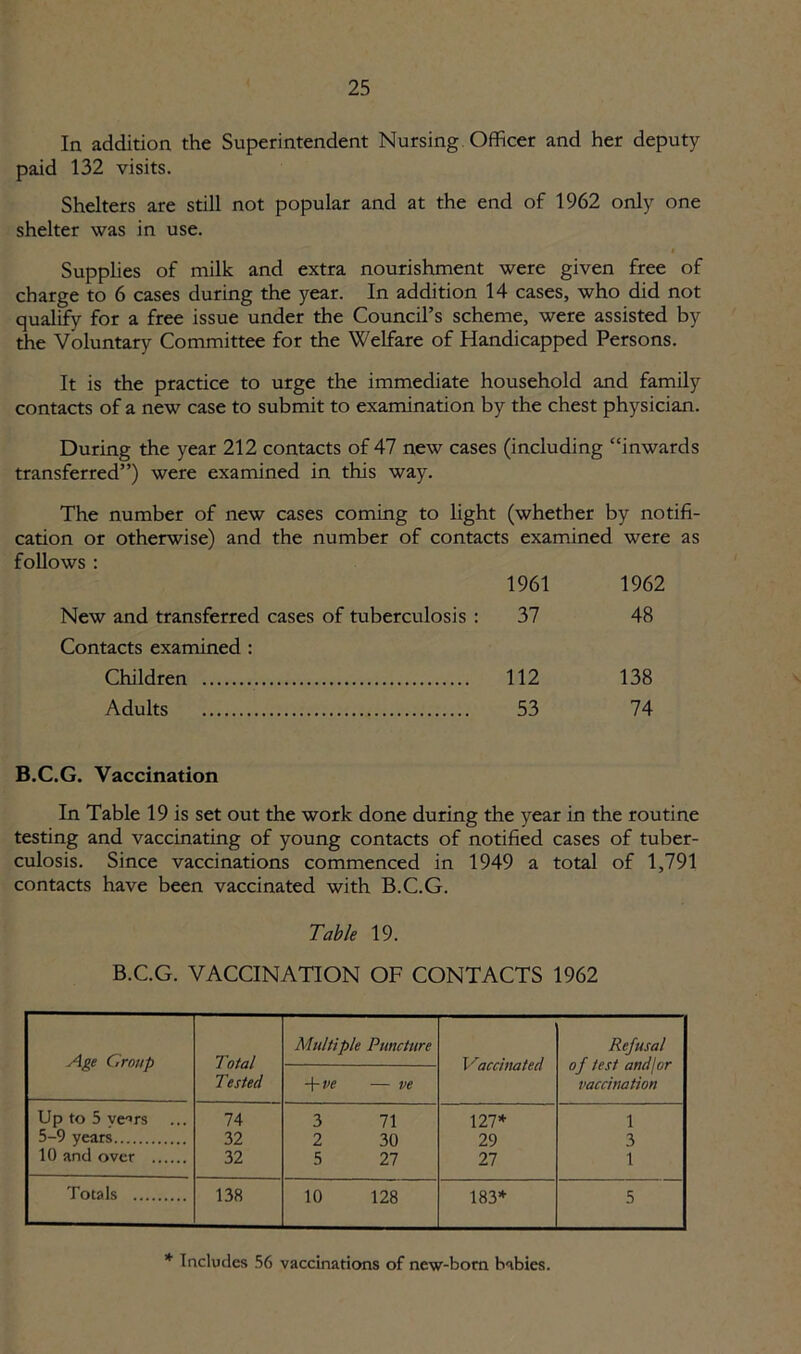 25
In addition the Superintendent Nursing Officer and her deputy
paid 132 visits.
Shelters are still not popular and at the end of 1962 only one
shelter was in use.
Supplies of milk and extra nourishment were given free of
charge to 6 cases during the year. In addition 14 cases, who did not
qualify for a free issue under the Council's scheme, were assisted by
the Voluntary Committee for the Welfare of Handicapped Persons.
It is the practice to urge the immediate household and family
contacts of a new case to submit to examination by the chest physician.
During the year 212 contacts of 47 new cases (including “inwards
transferred”) were examined in this way.
The number of new cases coming to light (whether by notifi-
cation or otherwise) and the number of contacts examined were as
follows :
1961 1962
New and transferred cases of tuberculosis : 37 48
Contacts examined :
Children ........................................ 112 138
Adults ........................................ 53 74
B.C.G. Vaccination
In Table 19 is set out the work done during the year in the routine
testing and vaccinating of young contacts of notified cases of tuber-
culosis. Since vaccinations commenced in 1949 a total of 1,791
contacts have been vaccinated with B.C.G.
Table 19.
B.C.G. VACCINATION OF CONTACTS 1962
Age Group Total Tested Multiple Puncture Vaccinated Refusal of test and/or vaccination
+ve — ve
Up to 5 years ... 74 3 71 127* 1
5-9 years............ 32 2 30 29 3
10 and over ...... 32 5 27 27 1
Totals ......... 138 10 128 183* 5
* Includes 56 vaccinations of new-born babies.